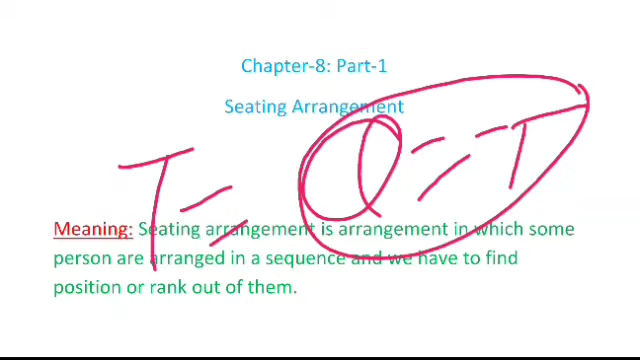 Chapter-8: Part-1
Seating Arrangement
T = Q = - T
Meaning: Seating arrangement is arrangement in which some
person are arranged in a sequence and we have to find
position or rank out of them.